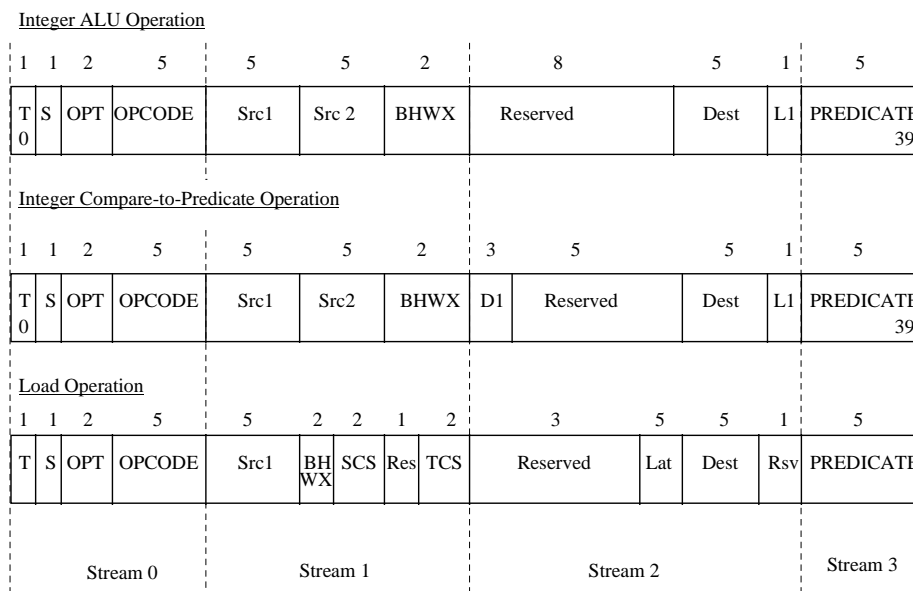 Integer ALU Operation
1 1 2 5 5 5 2 8 5 1 5
T 0 S OPT OPCODE Src1 Src 2 BHWX Reserved Dest L1 PREDICATE 39
Integer Compare-to-Predicate Operation
1 1 2 5 5 5 2 3 5 5 1 5
T 0 S OPT OPCODE Src1 Src2 BHWX D1 Reserved Dest L1 PREDICATE 39
Load Operation
1 1 2 5 5 2 2 1 2 3 5 5 1 5
T S OPT OPCODE Src1 BH WX SCS Res TCS Reserved Lat Dest Rsv PREDICATE
Stream 0 Stream 1 Stream 2 Stream 3